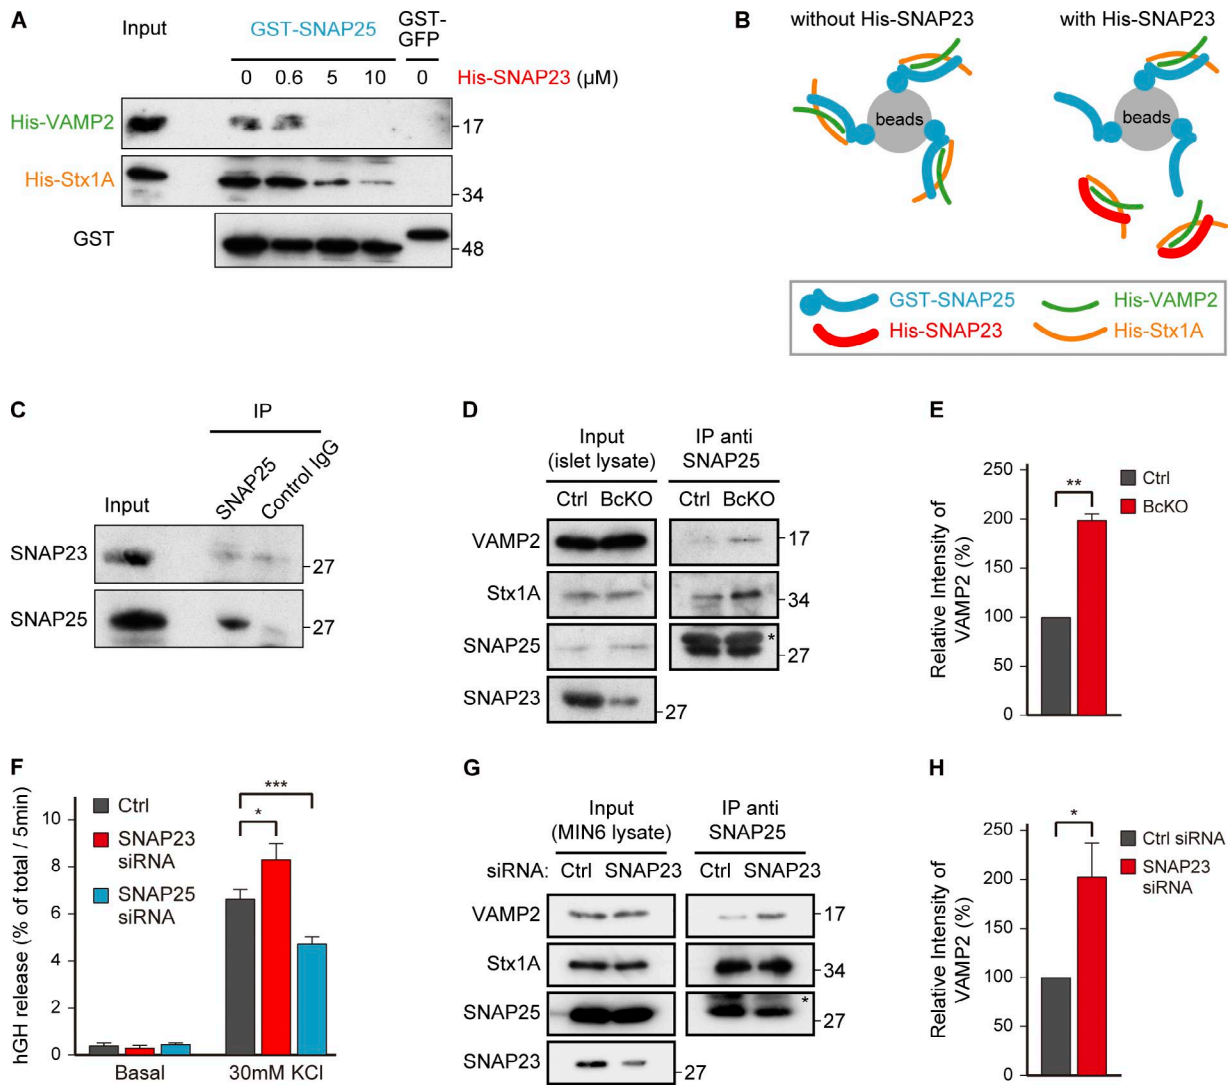 A
Input
GST-SNAP25
GST-
GFP
0 0.6 5 10 0 His-SNAP23 (μM)
His-VAMP2
17
His-Stx1A
34
GST
48
B
without His-SNAP23
with His-SNAP23
beads
beads
GST-SNAP25
His-VAMP2
His-SNAP23
His-Stx1A
C
IP
Input
SNAP25
Control IgG
SNAP23
27
SNAP25
27
D
Input
(islet lysate)
IP anti
SNAP25
Ctrl BcKO Ctrl BcKO
VAMP2
17
Stx1A
34
SNAP25
*
27
SNAP23
27
E
Relative Intensity of
VAMP2 (%)
250
200
150
100
50
0
**
Ctrl
BcKO
F
hGH release (% of total / 5min)
10
8
6
4
2
0
Ctrl
SNAP23
siRNA
SNAP25
siRNA
***
*
Basal
30mM KCl
G
Input
(MIN6 lysate)
IP anti
SNAP25
siRNA: Ctrl SNAP23 Ctrl SNAP23
VAMP2
17
Stx1A
34
SNAP25
*
27
SNAP23
27
H
Relative Intensity of
VAMP2 (%)
250
200
150
100
50
0
*
Ctrl siRNA
SNAP23
siRNA